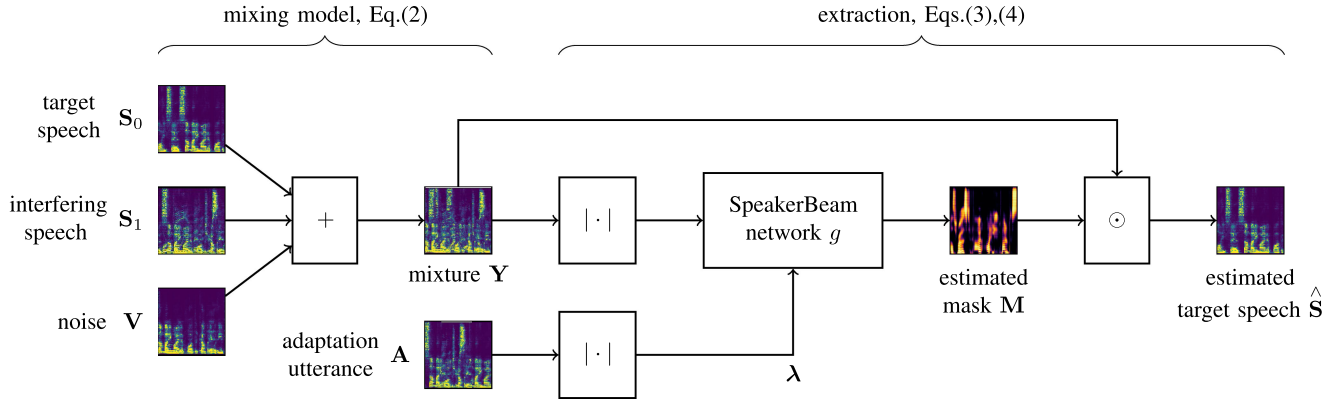 mixing model, Eq.(2)
extraction, Eqs.(3),(4)
target
speech S₀
interfering
speech S₁
noise V
+
mixture Y
adaptation
utterance A
| · |
| · |
λ
SpeakerBeam
network g
estimated
mask M
⊙
estimated
target speech Ŝ